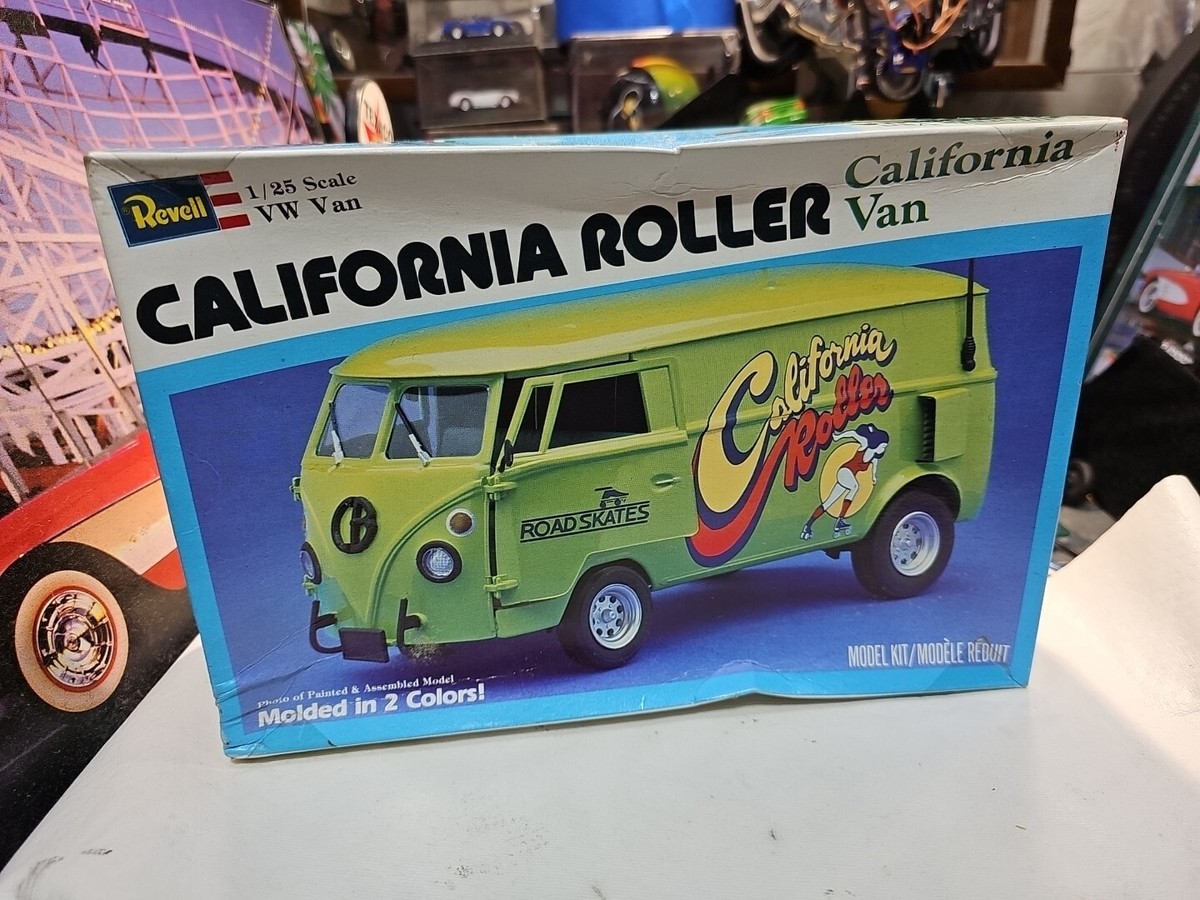 Revell
1/25 Scale
VW Van
CALIFORNIA ROLLER
California
Van
California
Roller
ROAD SKATES
CB
MODEL KIT/MODÈLE RÉDUIT
Photo of Painted & Assembled Model
Molded in 2 Colors!